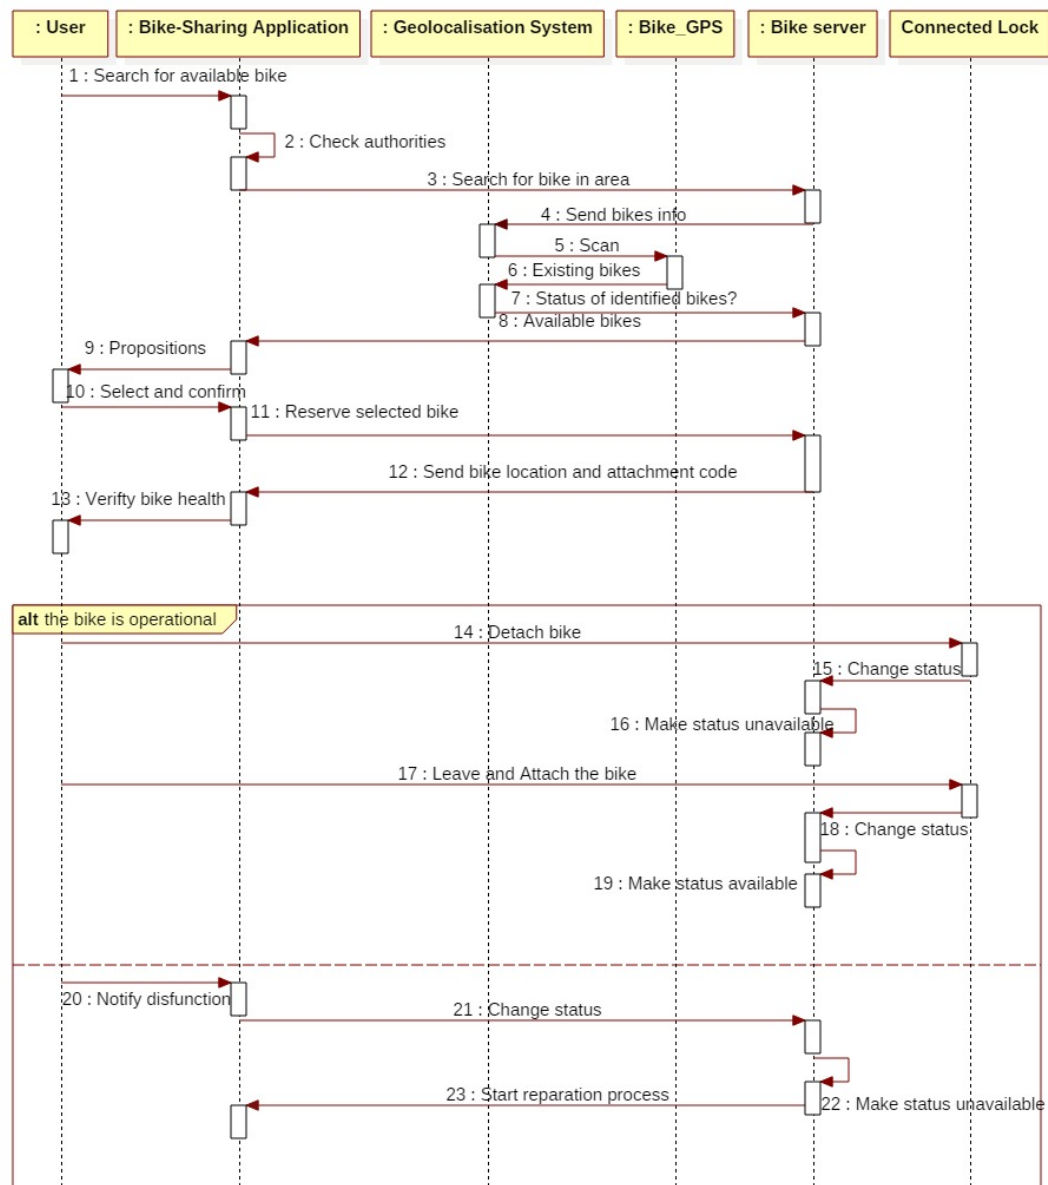 : User
: Bike-Sharing Application
: Geolocalisation System
: Bike_GPS
: Bike server
Connected Lock
1 : Search for available bike
2 : Check authorities
3 : Search for bike in area
4 : Send bikes info
5 : Scan
6 : Existing bikes
7 : Status of identified bikes?
8 : Available bikes
9 : Propositions
10 : Select and confirm
11 : Reserve selected bike
12 : Send bike location and attachment code
13 : Verifty bike health
alt the bike is operational
14 : Detach bike
15 : Change status
16 : Make status unavailable
17 : Leave and Attach the bike
18 : Change status
19 : Make status available
20 : Notify disfunction
21 : Change status
23 : Start reparation process
22 : Make status unavailable